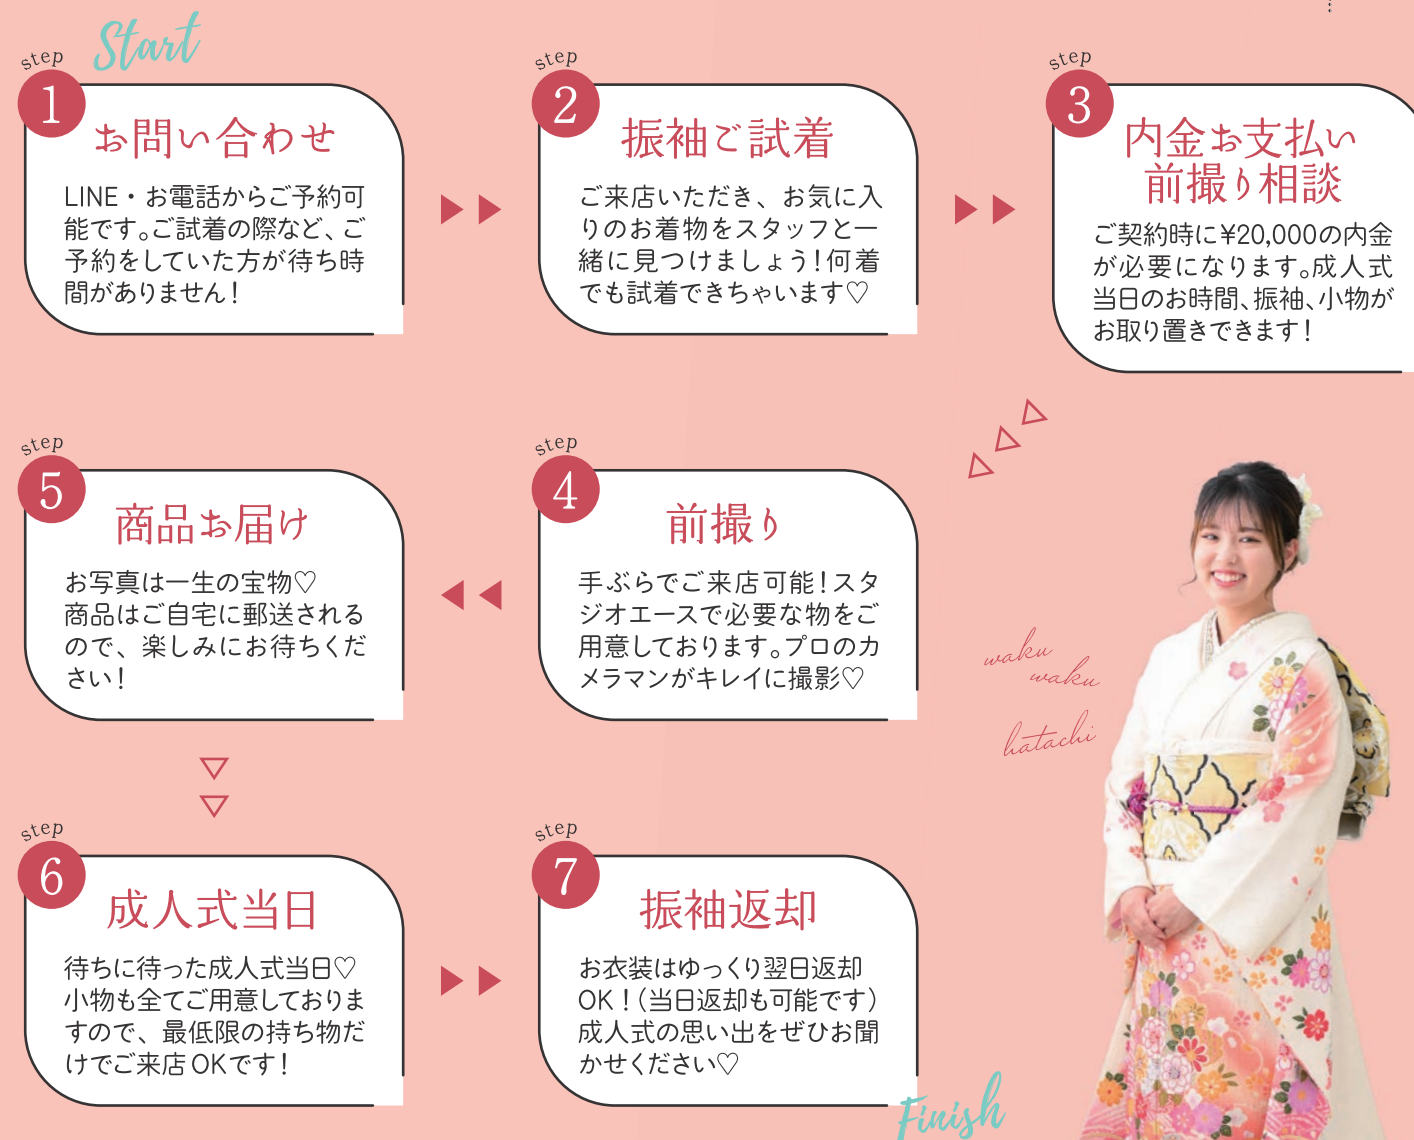 Start
step
1
お問い合わせ
LINE・お電話からご予約可
能です。ご試着の際など、ご
予約をしていた方が待ち時
間がありません！
step
2
振袖ご試着
ご来店いただき、お気に入
りのお着物をスタッフと一
緒に見つけましょう！何着
でも試着できちゃいます♡
step
3
内金お支払い
前撮り相談
ご契約時に¥20,000の内金
が必要になります。成人式
当日のお時間、振袖、小物が
お取り置きできます！
step
4
前撮り
手ぶらでご来店可能！スタ
ジオエースで必要な物をご
用意しております。プロのカ
メラマンがキレイに撮影♡
step
5
商品お届け
お写真は一生の宝物♡
商品はご自宅に郵送される
ので、楽しみにお待ちくだ
さい！
waku
waku
hatachi
step
6
成人式当日
待ちに待った成人式当日♡
小物も全てご用意しておりま
すので、最低限の持ち物だ
けでご来店OKです！
step
7
振袖返却
お衣装はゆっくり翌日返却
OK！（当日返却も可能です）
成人式の思い出をぜひお聞
かせください♡
Finish